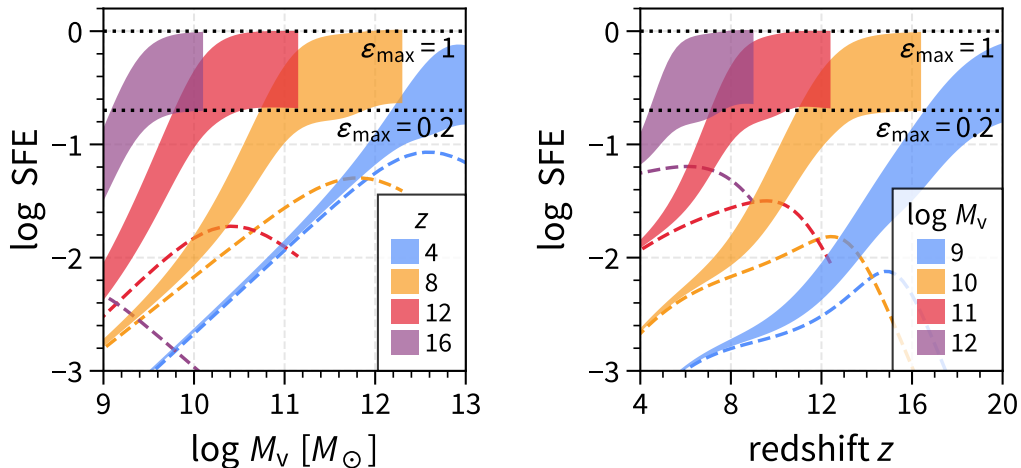 0
−1
−2
−3
log SFE
ε_max = 1
ε_max = 0.2
z
4
8
12
16
9
10
11
12
13
log M_v [M_⊙]
0
−1
−2
−3
log SFE
ε_max = 1
ε_max = 0.2
log M_v
9
10
11
12
4
8
12
16
20
redshift z